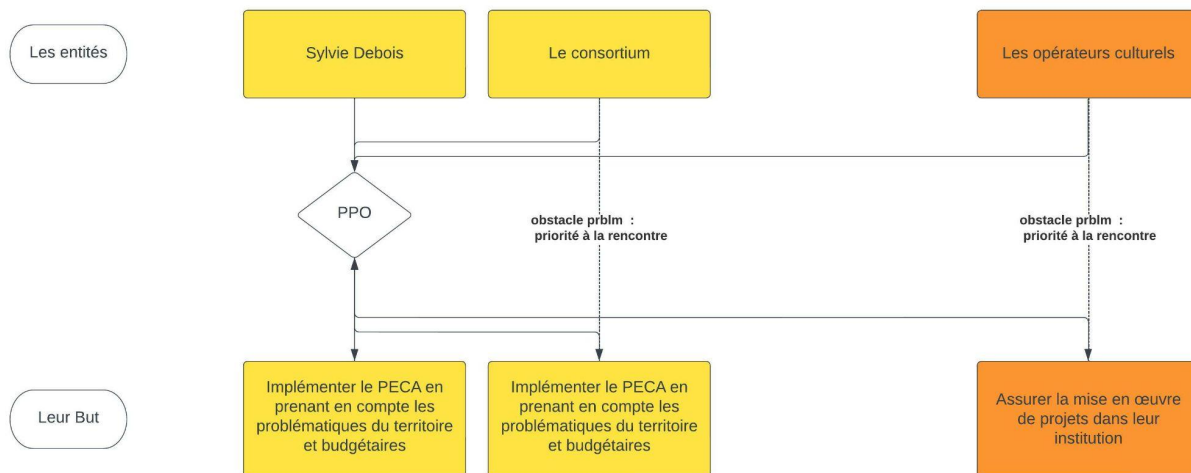 Les entités
Sylvie Debois
Le consortium
Les opérateurs culturels
PPO
obstacle prblm :
priorité à la rencontre
obstacle prblm :
priorité à la rencontre
Leur But
Implémenter le PECA en
prenant en compte les
problématiques du territoire
et budgétaires
Implémenter le PECA en
prenant en compte les
problématiques du territoire
et budgétaires
Assurer la mise en œuvre
de projets dans leur
institution